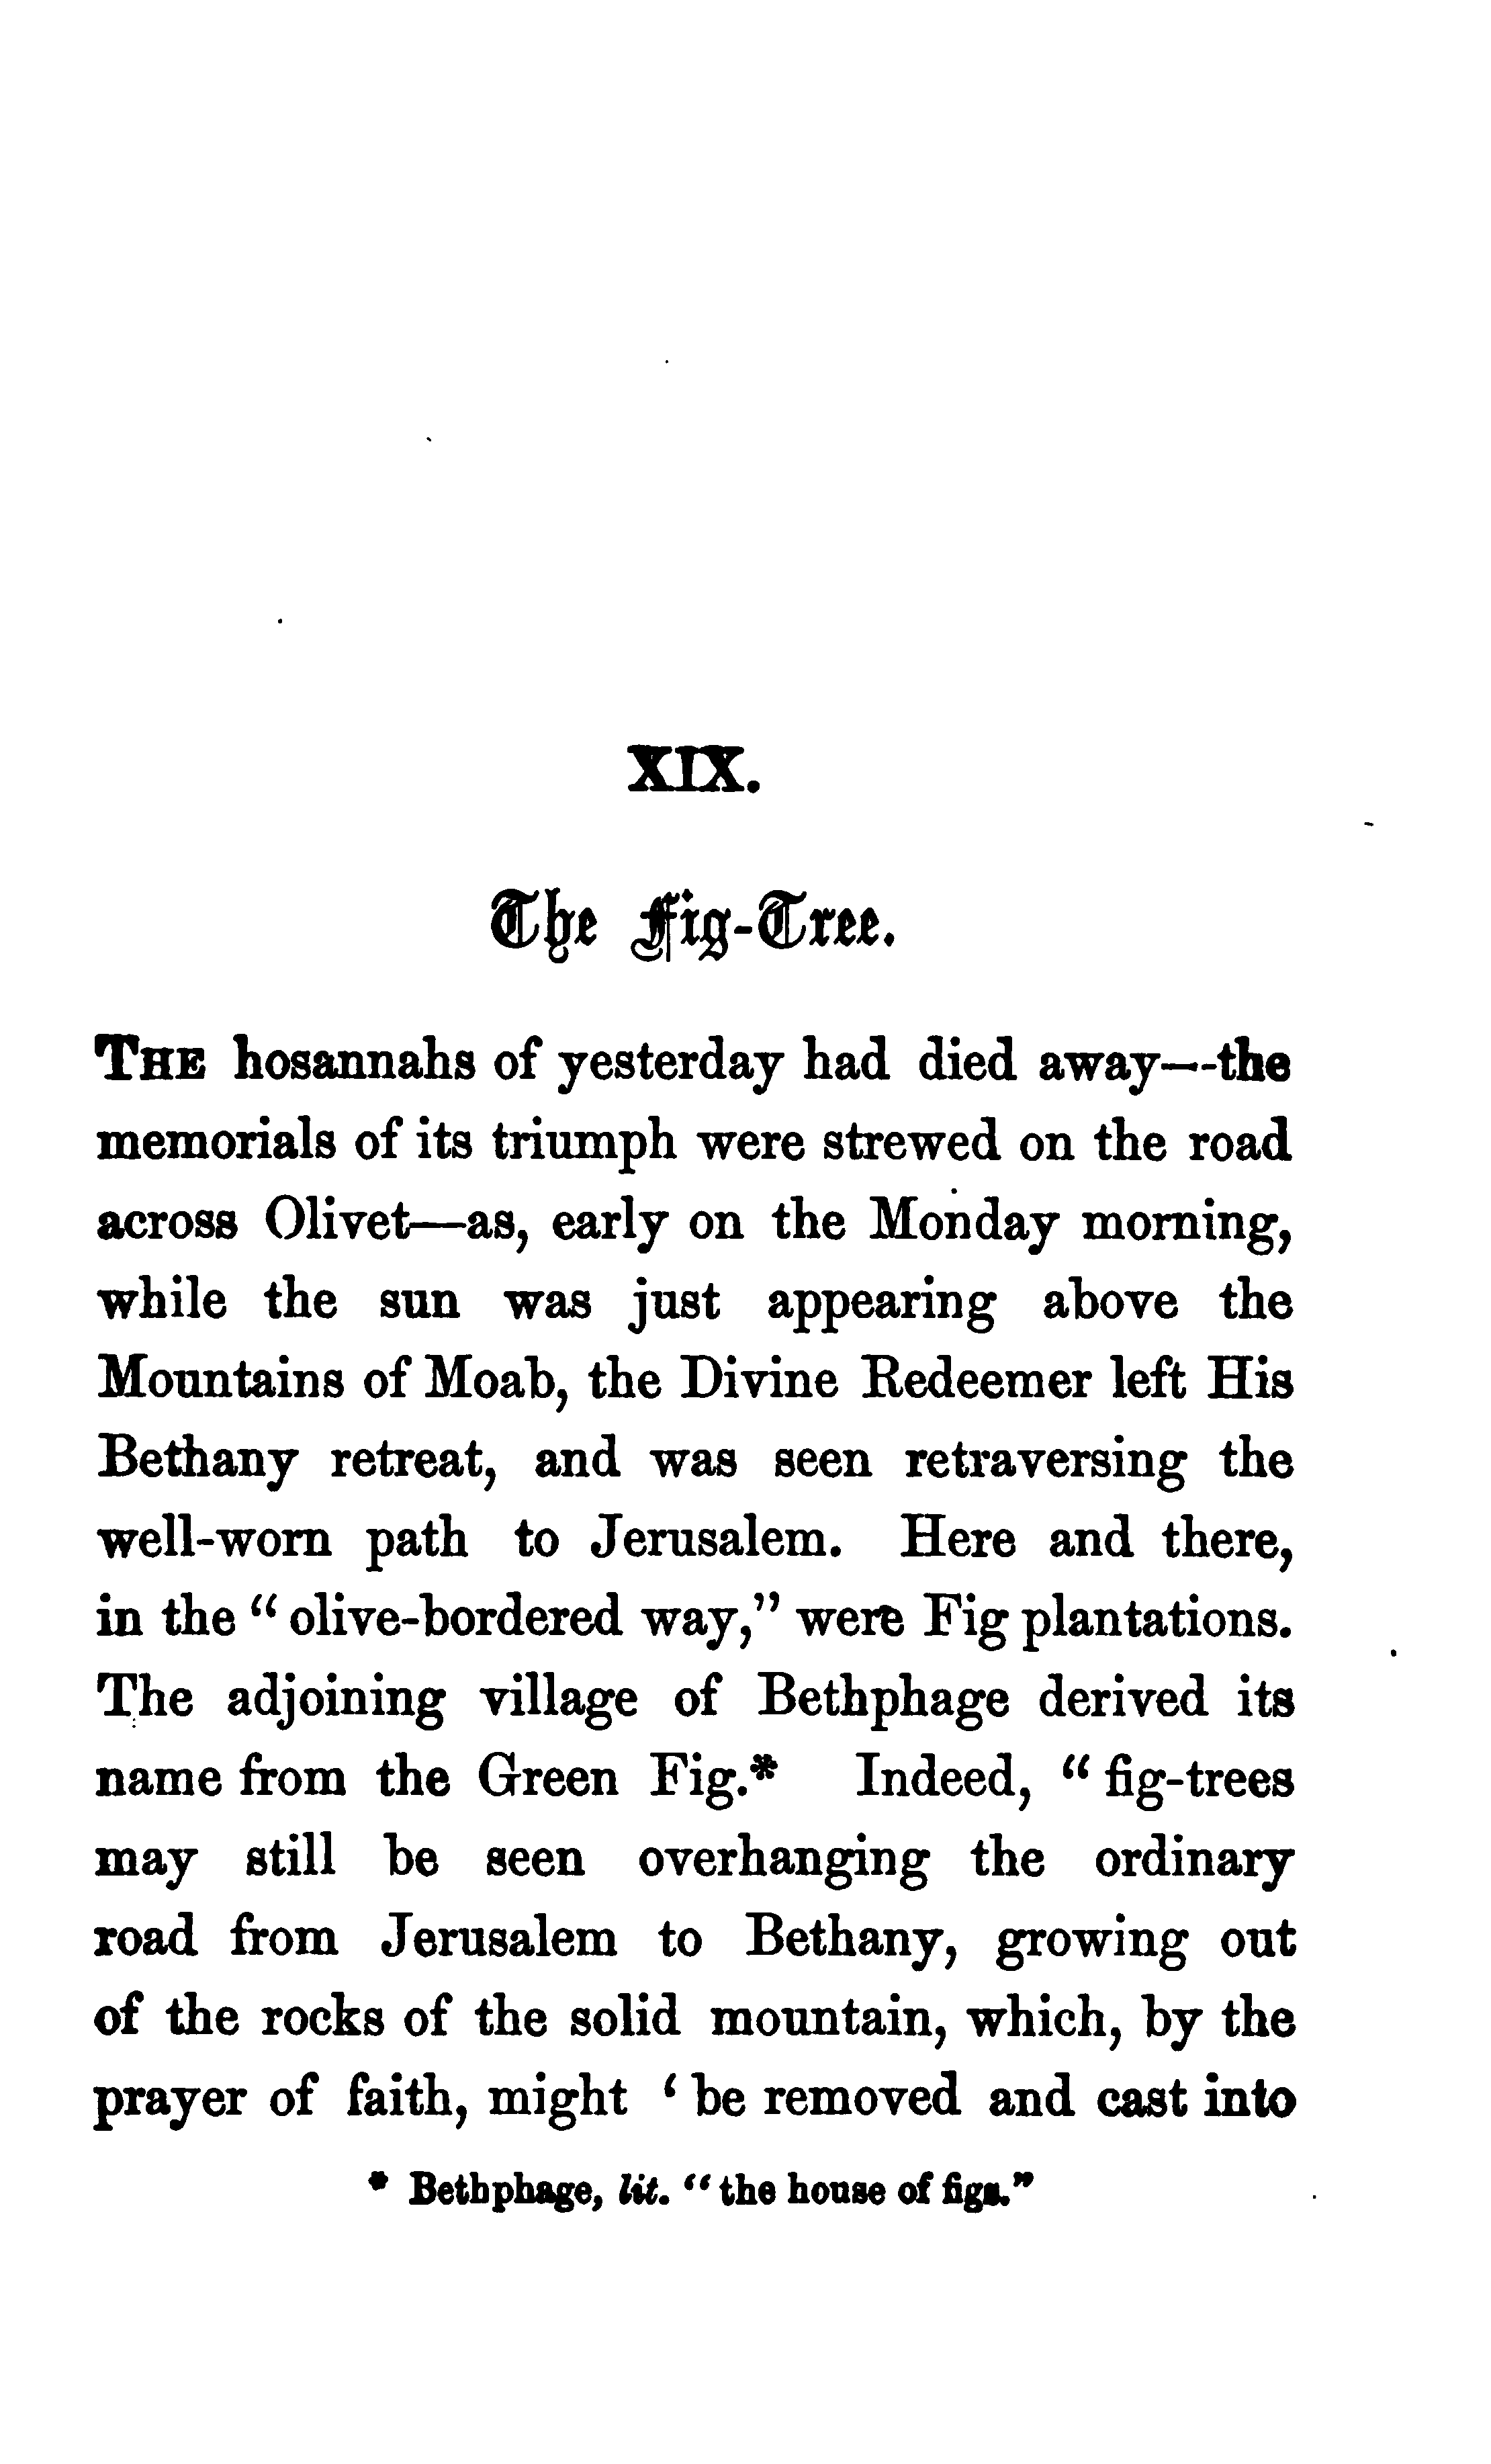 XIX.
The Fig-Tree.
THE hosannahs of yesterday had died away—the
memorials of its triumph were strewed on the road
across Olivet—as, early on the Monday morning,
while the sun was just appearing above the
Mountains of Moab, the Divine Redeemer left His
Bethany retreat, and was seen retraversing the
well-worn path to Jerusalem. Here and there,
in the “ olive-bordered way,” were Fig plantations.
The adjoining village of Bethphage derived its
name from the Green Fig.* Indeed, “ fig-trees
may still be seen overhanging the ordinary
road from Jerusalem to Bethany, growing out
of the rocks of the solid mountain, which, by the
prayer of faith, might ‘ be removed and cast into
* Bethphage, lit. “the house of figs.”